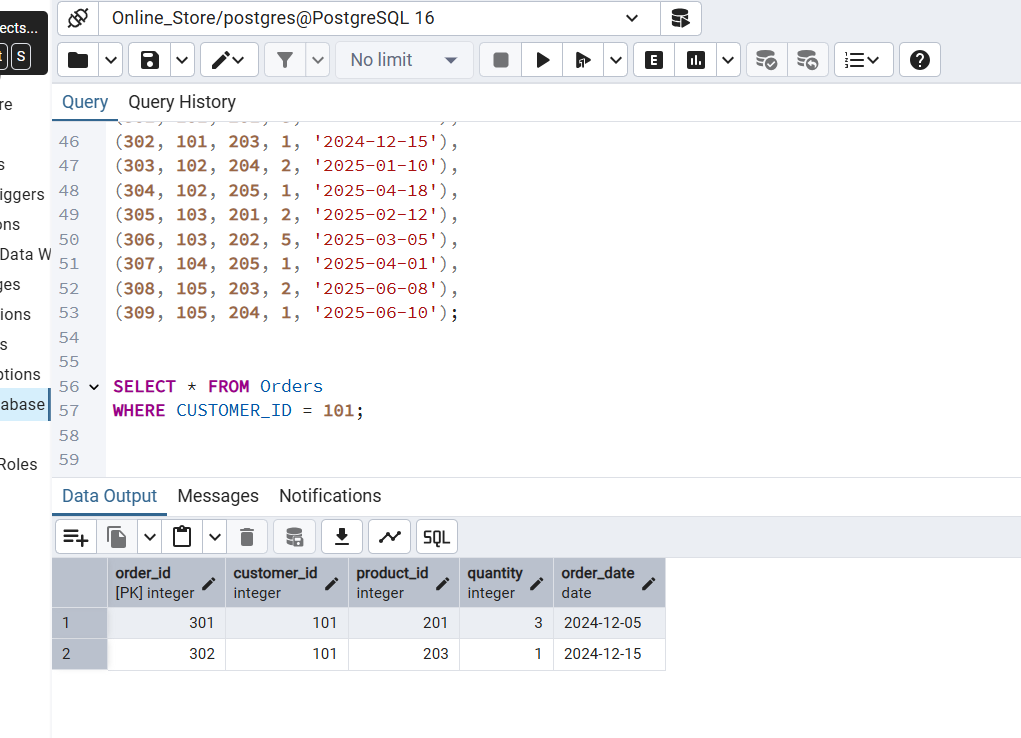 Online_Store/postgres@PostgreSQL 16
ects...
S
No limit
E
re
Query Query History
s
iggers
ons
Data W
ges
ions
s
ptions
abase
Roles
46 (302, 101, 203, 1, '2024-12-15'),
47 (303, 102, 204, 2, '2025-01-10'),
48 (304, 102, 205, 1, '2025-04-18'),
49 (305, 103, 201, 2, '2025-02-12'),
50 (306, 103, 202, 5, '2025-03-05'),
51 (307, 104, 205, 1, '2025-04-01'),
52 (308, 105, 203, 2, '2025-06-08'),
53 (309, 105, 204, 1, '2025-06-10');
54
55
56 SELECT * FROM Orders
57 WHERE CUSTOMER_ID = 101;
58
59
Data Output Messages Notifications
SQL
order_id customer_id product_id quantity order_date
[PK] integer integer integer integer date
1 301 101 201 3 2024-12-05
2 302 101 203 1 2024-12-15